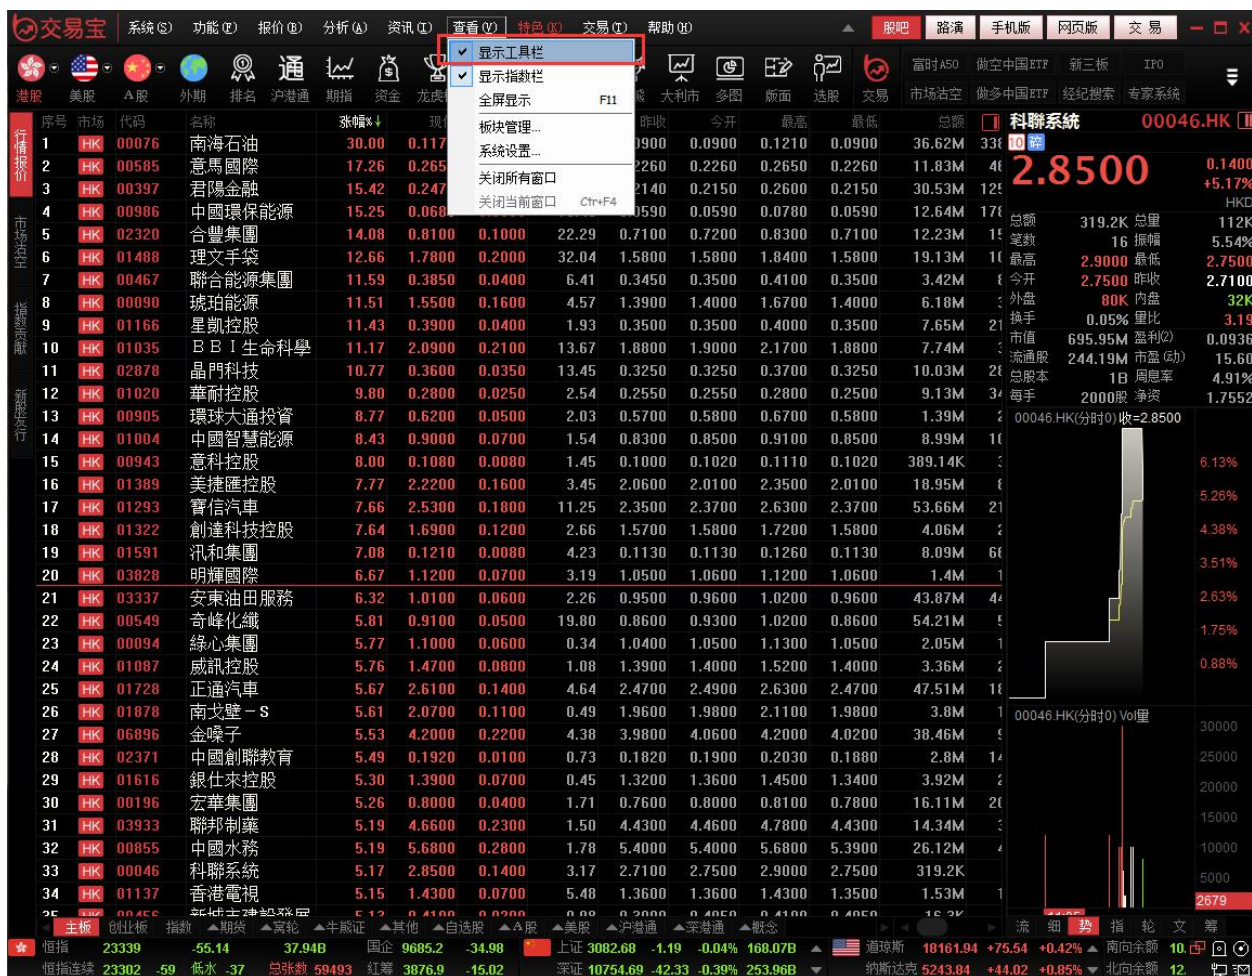 交易宝 系统(S) 功能(F) 报价(B) 分析(A) 资讯(I) 查看(V) 特色(K) 交易(T) 帮助(H) 股吧 路演 手机版 网页版 交 易
港股 美股 A股 外期 排名 通 沪港通 期指 资金 大利市 多图 版面 选股 交易
富时A50 做空中国ETF 新三板 IPO
市场沽空 做多中国ETF 经纪搜索 专家系统
显示工具栏
显示指数栏
全屏显示 F11
板块管理...
系统设置...
关闭所有窗口
关闭当前窗口 Ctr+F4
行情报价
市场沽空
指数贡献
新股发行
序号 市场 代码 名称 涨幅%↓ 昨收 今开 最高 最低 总额
1 HK 00076 南海石油 30.00 0.117 0.0900 0.1210 0.0900 36.62M
2 HK 00585 意馬國際 17.26 0.265 0.2260 0.2650 0.2260 11.83M
3 HK 00397 君陽金融 15.42 0.247 0.2150 0.2600 0.2150 30.53M
4 HK 00986 中國環保能源 15.25 0.068 0.0590 0.0590 0.0780 0.0590 12.64M
5 HK 02320 合豐集團 14.08 0.8100 0.1000 22.29 0.7100 0.7200 0.8300 0.7100 12.23M
6 HK 01488 理文手袋 12.66 1.7800 0.2000 32.04 1.5800 1.5800 1.8400 1.5800 19.13M
7 HK 00467 聯合能源集團 11.59 0.3850 0.0400 6.41 0.3450 0.3500 0.4100 0.3500 3.42M
8 HK 00090 琥珀能源 11.51 1.5500 0.1600 4.57 1.3900 1.4000 1.6700 1.4000 6.18M
9 HK 01166 星凱控股 11.43 0.3900 0.0400 1.93 0.3500 0.3500 0.4000 0.3500 7.65M
10 HK 01035 ＢＢＩ生命科學 11.17 2.0900 0.2100 13.67 1.8800 1.9000 2.1700 1.8800 7.74M
11 HK 02878 晶門科技 10.77 0.3600 0.0350 13.45 0.3250 0.3250 0.3700 0.3250 10.03M
12 HK 01020 華耐控股 9.80 0.2800 0.0250 2.54 0.2550 0.2550 0.2800 0.2500 9.13M
13 HK 00905 環球大通投資 8.77 0.6200 0.0500 2.03 0.5700 0.5800 0.6700 0.5800 1.39M
14 HK 01004 中國智慧能源 8.43 0.9000 0.0700 1.54 0.8300 0.8500 0.9100 0.8500 8.99M
15 HK 00943 意科控股 8.00 0.1080 0.0080 1.45 0.1000 0.1020 0.1110 0.1020 389.14K
16 HK 01389 美捷匯控股 7.77 2.2200 0.1600 3.45 2.0600 2.0100 2.3500 2.0100 18.95M
17 HK 01293 寶信汽車 7.66 2.5300 0.1800 11.25 2.3500 2.3700 2.6300 2.3700 53.66M
18 HK 01322 創達科技控股 7.64 1.6900 0.1200 2.66 1.5700 1.5800 1.7200 1.5800 4.06M
19 HK 01591 汛和集團 7.08 0.1210 0.0080 4.23 0.1130 0.1130 0.1260 0.1130 8.09M
20 HK 03828 明輝國際 6.67 1.1200 0.0700 3.19 1.0500 1.0600 1.1200 1.0600 1.4M
21 HK 03337 安東油田服務 6.32 1.0100 0.0600 2.26 0.9500 0.9600 1.0200 0.9600 43.87M
22 HK 00549 奇峰化纖 5.81 0.9100 0.0500 19.80 0.8600 0.9300 1.0200 0.8600 54.21M
23 HK 00094 綠心集團 5.77 1.1000 0.0600 0.34 1.0400 1.0500 1.1300 1.0500 2.05M
24 HK 01087 威訊控股 5.76 1.4700 0.0800 1.08 1.3900 1.4000 1.5200 1.4000 3.36M
25 HK 01728 正通汽車 5.67 2.6100 0.1400 4.64 2.4700 2.4900 2.6300 2.4700 47.51M
26 HK 01878 南戈壁－S 5.61 2.0700 0.1100 0.49 1.9600 1.9800 2.1100 1.9800 3.8M
27 HK 06896 金嗓子 5.53 4.2000 0.2200 4.38 3.9800 4.0600 4.2000 4.0200 38.46M
28 HK 02371 中國創聯教育 5.49 0.1920 0.0100 0.73 0.1820 0.1900 0.2030 0.1880 2.8M
29 HK 01616 銀仕來控股 5.30 1.3900 0.0700 0.45 1.3200 1.3600 1.4500 1.3400 3.92M
30 HK 00196 宏華集團 5.26 0.8000 0.0400 1.71 0.7600 0.8000 0.8100 0.7800 16.11M
31 HK 03933 聯邦制藥 5.19 4.6600 0.2300 1.50 4.4300 4.4600 4.7800 4.4300 14.34M
32 HK 00855 中國水務 5.19 5.6800 0.2800 1.78 5.4000 5.4000 5.6800 5.3900 26.12M
33 HK 00046 科聯系統 5.17 2.8500 0.1400 3.17 2.7100 2.7500 2.9000 2.7500 319.2K
34 HK 01137 香港電視 5.15 1.4300 0.0700 5.48 1.3600 1.3600 1.4300 1.3500 1.53M
科聯系統 00046.HK
10 碎
2.8500 0.1400
+5.17%
HKD
总额 319.2K 总量 112K
笔数 16 振幅 5.54%
最高 2.9000 最低 2.7500
今开 2.7500 昨收 2.7100
外盘 80K 内盘 32K
换手 0.05% 量比 3.19
市值 695.95M 盈利(2) 0.0936
流通股 244.19M 市盈(动) 15.60
总股本 1B 周息率 4.91%
每手 2000股 净资 1.7552
00046.HK(分时0) 收=2.8500
6.13%
5.26%
4.38%
3.51%
2.63%
1.75%
0.88%
00046.HK(分时0) Vol量
30000
25000
20000
15000
10000
5000
2679
主板 创业板 指数 ▲期货 ▲窝轮 ▲牛熊证 ▲其他 ▲自选股 ▲A股 ▲美股 ▲沪港通 ▲深港通 ▲概念 流 细 势 指 轮 文 筹
恒指 23339 -55.14 37.94B 国企 9685.2 -34.98 上证 3082.68 -1.19 -0.04% 168.07B 道琼斯 18161.94 +75.54 +0.42% 南向余额 10.
恒指连续 23302 -59 低水 -37 总张数 59493 红筹 3876.9 -15.02 深证 10754.69 -42.33 -0.39% 253.96B 纳斯达克 5243.84 +44.02 +0.85% 北向余额 12.